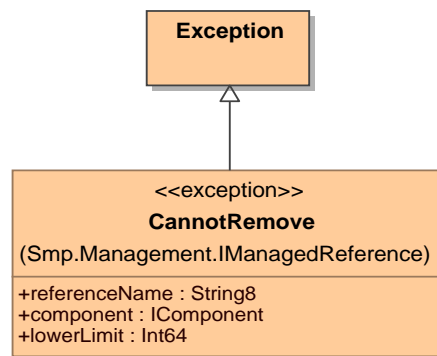 Exception
<<exception>>
CannotRemove
(Smp.Management.IManagedReference)
+referenceName : String8
+component : IComponent
+lowerLimit : Int64